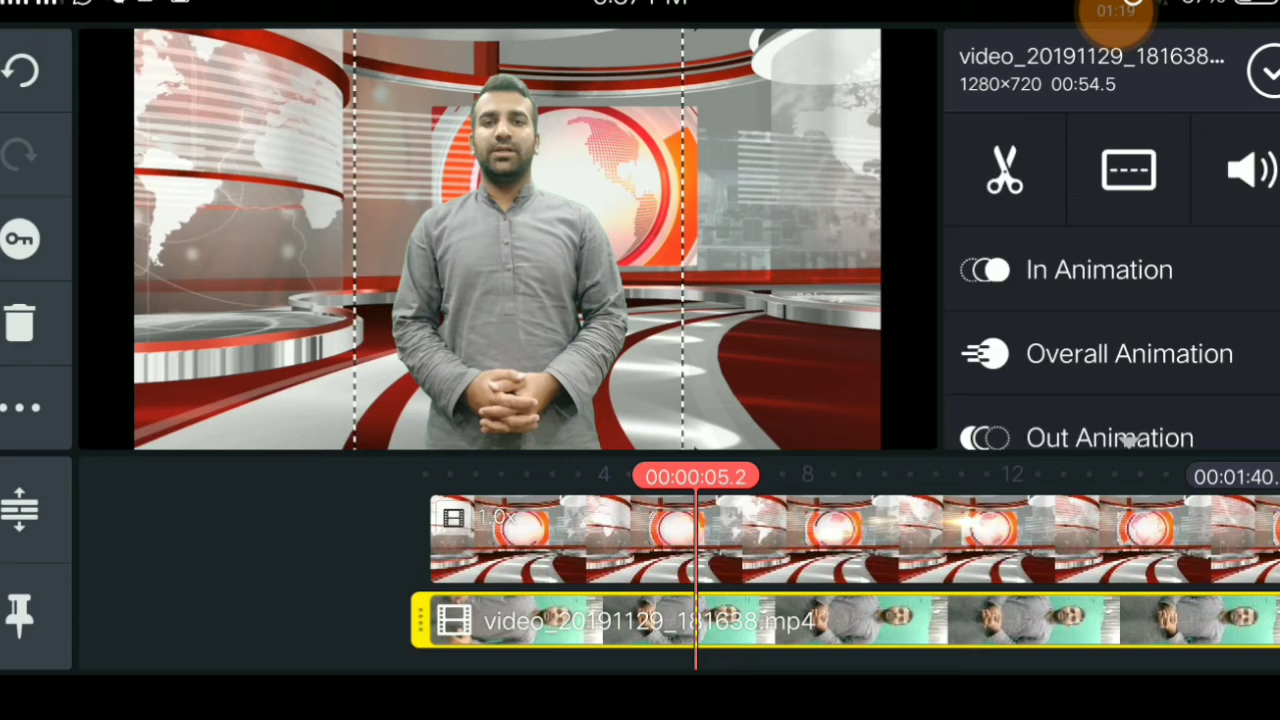 01:19
video_20191129_181638...
1280×720 00:54.5
In Animation
Overall Animation
Out Animation
4
00:00:05.2
8
12
00:01:40.
1.0x
video_20191129_181638.mp4